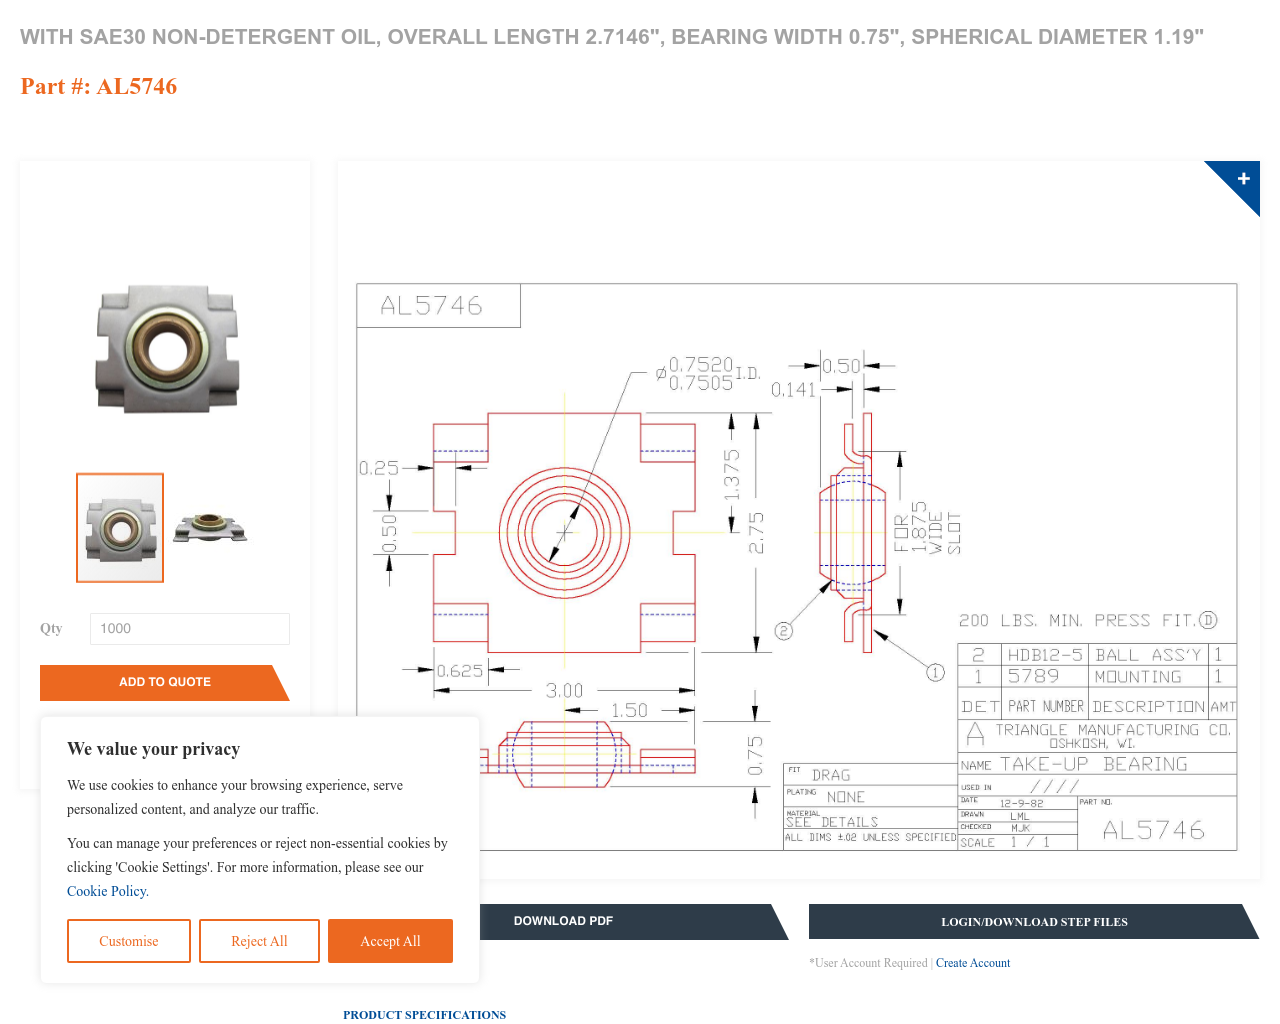 WITH SAE30 NON-DETERGENT OIL, OVERALL LENGTH 2.7146", BEARING WIDTH 0.75", SPHERICAL DIAMETER 1.19"
Part #: AL5746
+
AL5746
Ø 0.7520
0.7505 I.D.
0.50
0.141
0.25
0.50
1.375
2.75
FOR
1.875
WIDE
SLOT
0.625
3.00
1.50
0.75
2
1
200 LBS. MIN. PRESS FIT. D
2 HDB12-5 BALL ASS'Y 1
1 5789 MOUNTING 1
DET PART NUMBER DESCRIPTION AMT
A TRIANGLE MANUFACTURING CO.
OSHKOSH, WI.
NAME TAKE-UP BEARING
USED IN ////
DATE 12-9-82
DRAWN LML
CHECKED MJK
SCALE 1 / 1
PART NO.
AL5746
FIT DRAG
PLATING NONE
MATERIAL
SEE DETAILS
ALL DIMS ±.02 UNLESS SPECIFIED
Qty 1000
ADD TO QUOTE
We value your privacy
We use cookies to enhance your browsing experience, serve
personalized content, and analyze our traffic.
You can manage your preferences or reject non-essential cookies by
clicking 'Cookie Settings'. For more information, please see our
Cookie Policy.
Customise Reject All Accept All
DOWNLOAD PDF
LOGIN/DOWNLOAD STEP FILES
*User Account Required | Create Account
PRODUCT SPECIFICATIONS